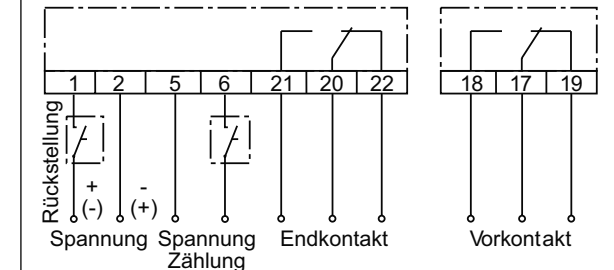 1 2 5 6 21 20 22
18 17 19
Rückstellung
+ -
(-) (+)
Spannung Spannung Endkontakt Vorkontakt
Zählung